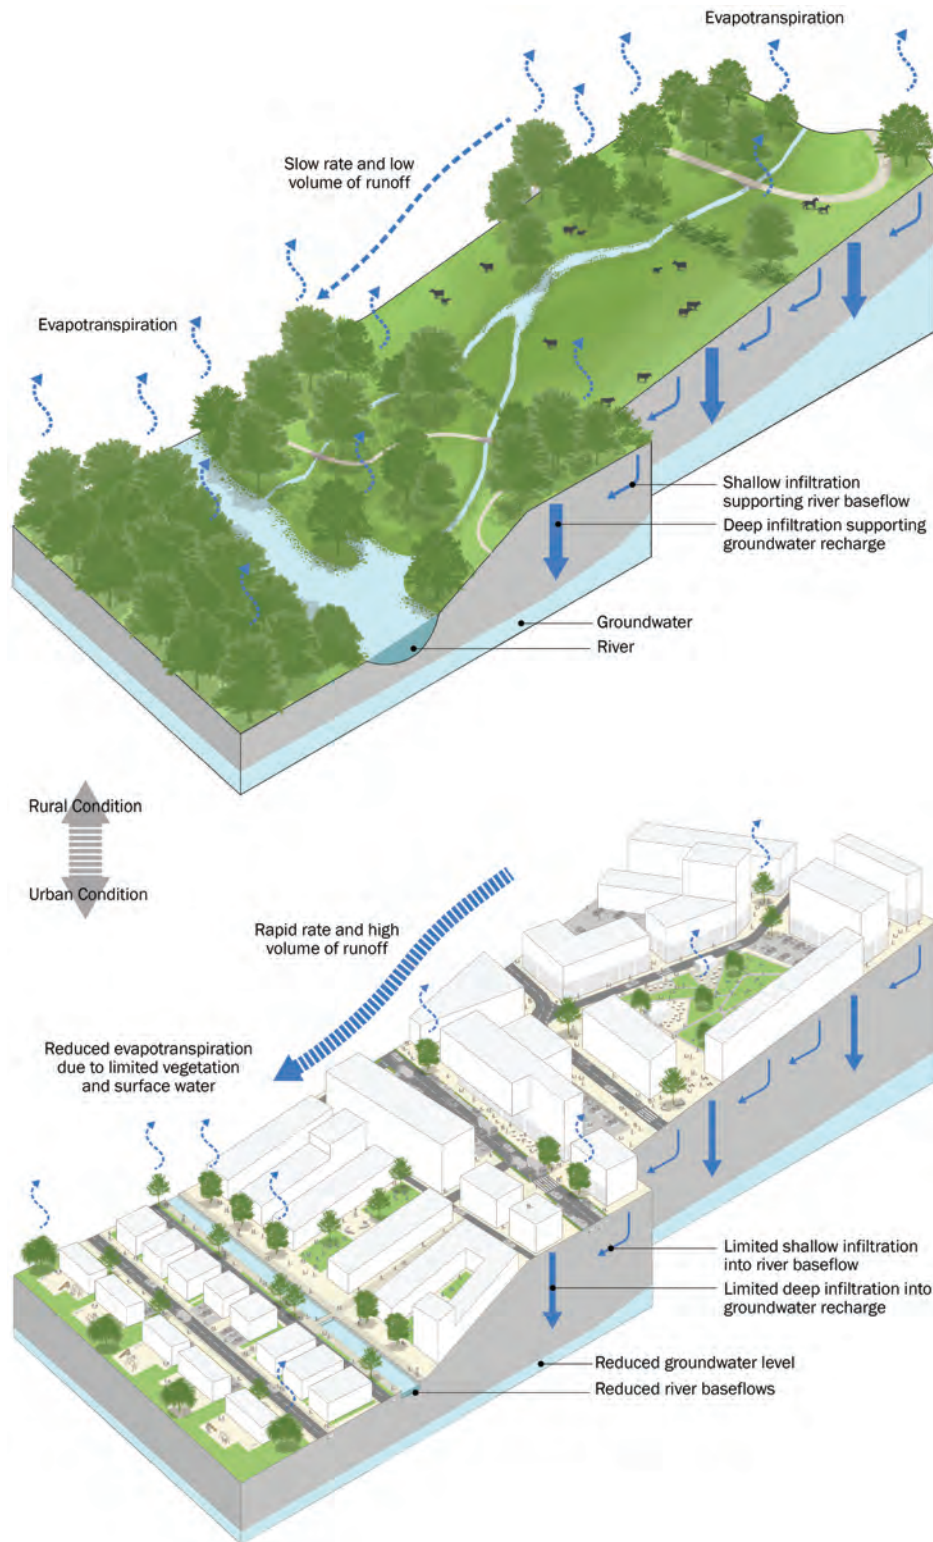 Evapotranspiration
Slow rate and low
volume of runoff
Evapotranspiration
Shallow infiltration
supporting river baseflow
Deep infiltration supporting
groundwater recharge
Groundwater
River
Rural Condition
Urban Condition
Rapid rate and high
volume of runoff
Reduced evapotranspiration
due to limited vegetation
and surface water
Limited shallow infiltration
into river baseflow
Limited deep infiltration into
groundwater recharge
Reduced groundwater level
Reduced river baseflows